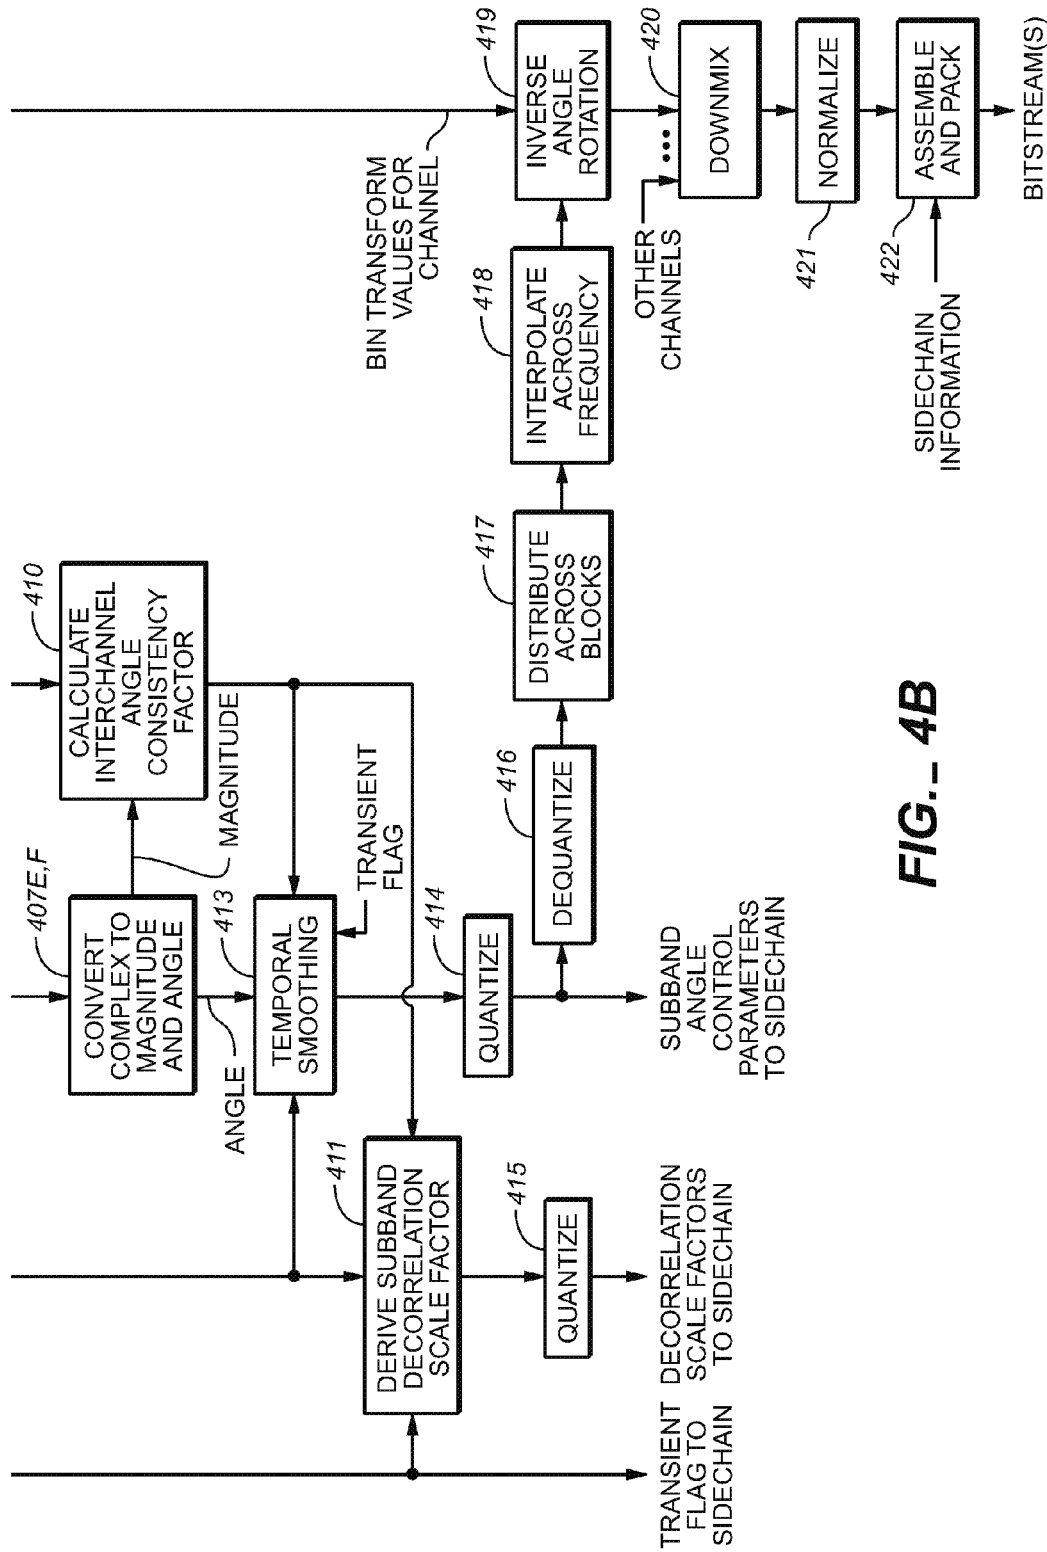 407E,F
CONVERT
COMPLEX TO
MAGNITUDE
AND ANGLE
410
CALCULATE
INTERCHANNEL
ANGLE
CONSISTENCY
FACTOR
MAGNITUDE
ANGLE
413
TEMPORAL
SMOOTHING
TRANSIENT
FLAG
411
DERIVE SUBBAND
DECORRELATION
SCALE FACTOR
414
QUANTIZE
415
QUANTIZE
TRANSIENT
FLAG TO
SIDECHAIN
DECORRELATION
SCALE FACTORS
TO SIDECHAIN
SUBBAND
ANGLE
CONTROL
PARAMETERS
TO SIDECHAIN
416
DEQUANTIZE
417
DISTRIBUTE
ACROSS
BLOCKS
418
INTERPOLATE
ACROSS
FREQUENCY
BIN TRANSFORM
VALUES FOR
CHANNEL
419
INVERSE
ANGLE
ROTATION
OTHER
CHANNELS
...
420
DOWNMIX
421
NORMALIZE
422
ASSEMBLE
AND PACK
SIDECHAIN
INFORMATION
BITSTREAM(S)
FIG._ 4B